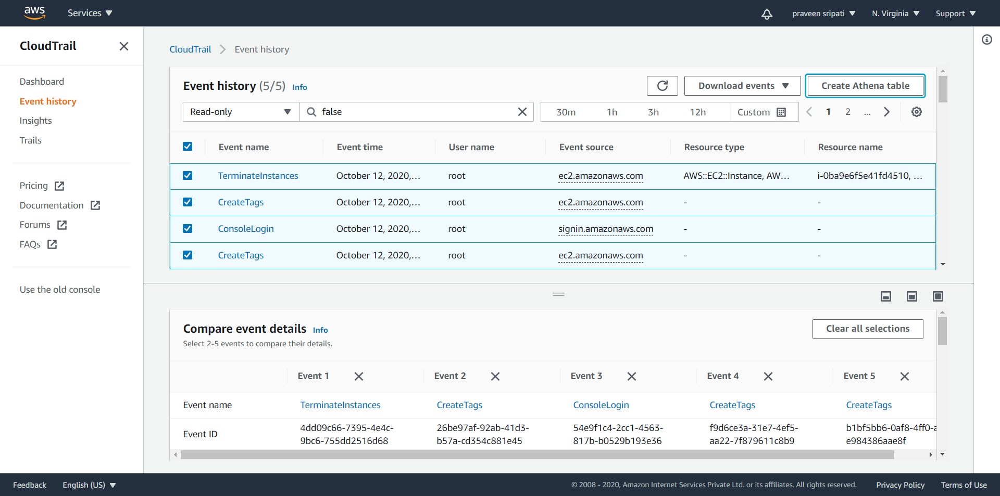 aws
Services
praveen sripati
N. Virginia
Support
CloudTrail
Dashboard
Event history
Insights
Trails
Pricing
Documentation
Forums
FAQs
Use the old console
CloudTrail Event history
Event history (5/5) Info
Download events
Create Athena table
Read-only
false
30m 1h 3h 12h Custom
1 2 ...
Event name Event time User name Event source Resource type Resource name
TerminateInstances October 12, 2020,... root ec2.amazonaws.com AWS::EC2::Instance, AW... i-0ba9e6f5e41fd4510, ...
CreateTags October 12, 2020,... root ec2.amazonaws.com - -
ConsoleLogin October 12, 2020,... root signin.amazonaws.com - -
CreateTags October 12, 2020,... root ec2.amazonaws.com - -
Compare event details Info
Select 2-5 events to compare their details.
Clear all selections
Event 1 Event 2 Event 3 Event 4 Event 5
Event name TerminateInstances CreateTags ConsoleLogin CreateTags CreateTags
Event ID
4dd09c66-7395-4e4c- 26be97af-92ab-41d3- 54e9f1c4-2cc1-4563- f9d6ce3a-31e7-4ef5- b1bf5bb6-0af8-4ff0-a
9bc6-755dd2516d68 b57a-cd354c881e45 817b-b0529b193e36 aa22-7f879611c8b9 e984386aae8f
Feedback
English (US)
© 2008 - 2020, Amazon Internet Services Private Ltd. or its affiliates. All rights reserved.
Privacy Policy
Terms of Use